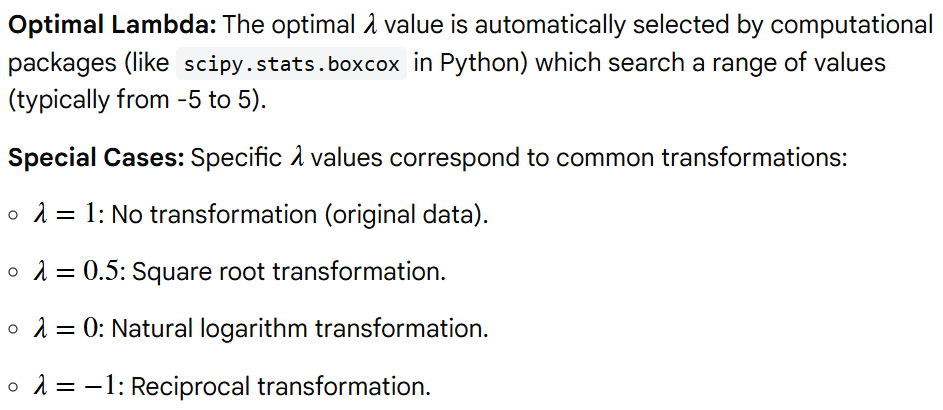 Optimal Lambda: The optimal λ value is automatically selected by computational
packages (like scipy.stats.boxcox in Python) which search a range of values
(typically from -5 to 5).
Special Cases: Specific λ values correspond to common transformations:
◦ λ = 1: No transformation (original data).
◦ λ = 0.5: Square root transformation.
◦ λ = 0: Natural logarithm transformation.
◦ λ = −1: Reciprocal transformation.